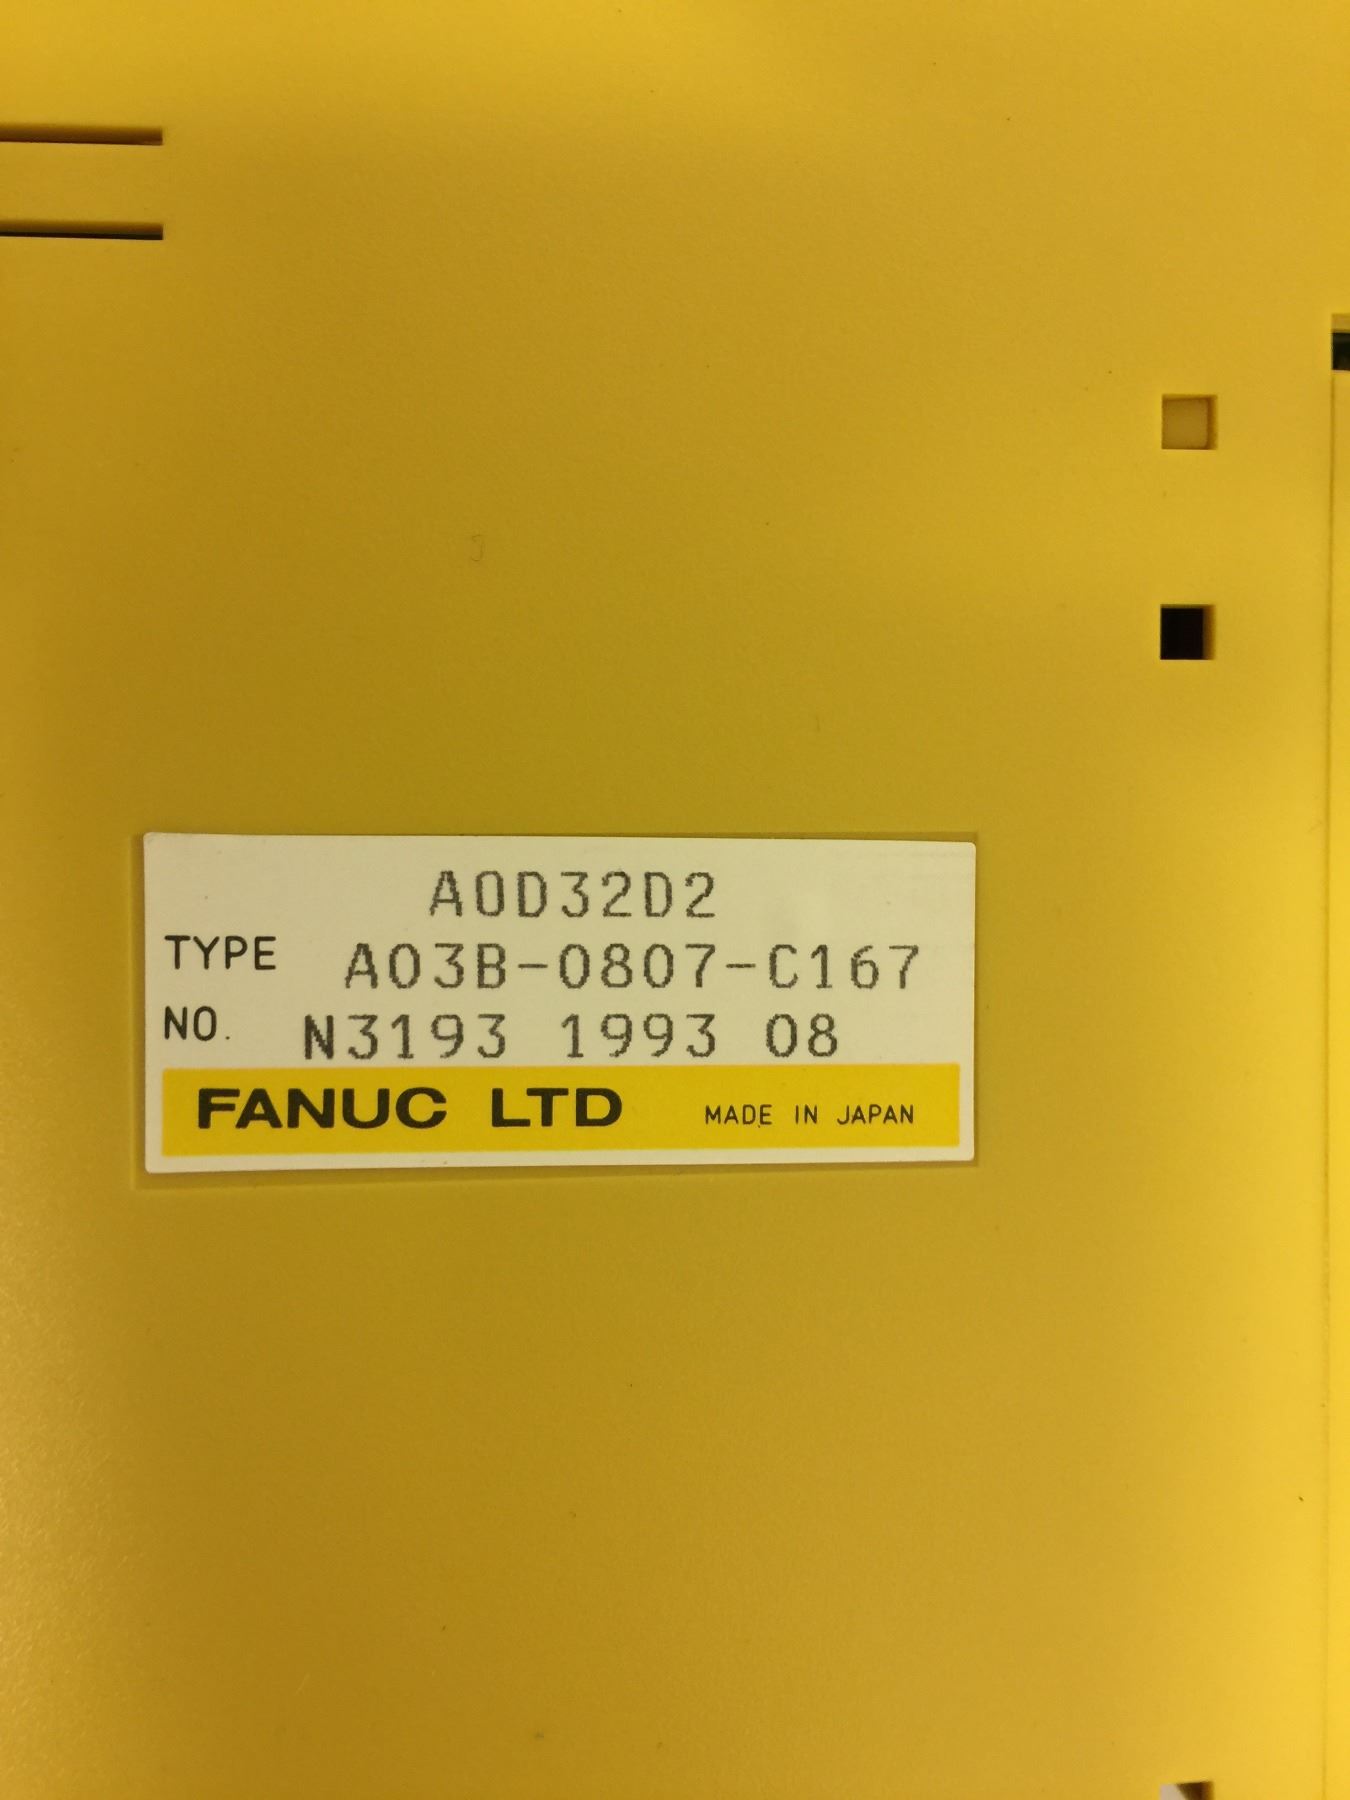 A0D32D2
TYPE A03B-0807-C167
NO. N3193 1993 08
FANUC LTD MADE IN JAPAN